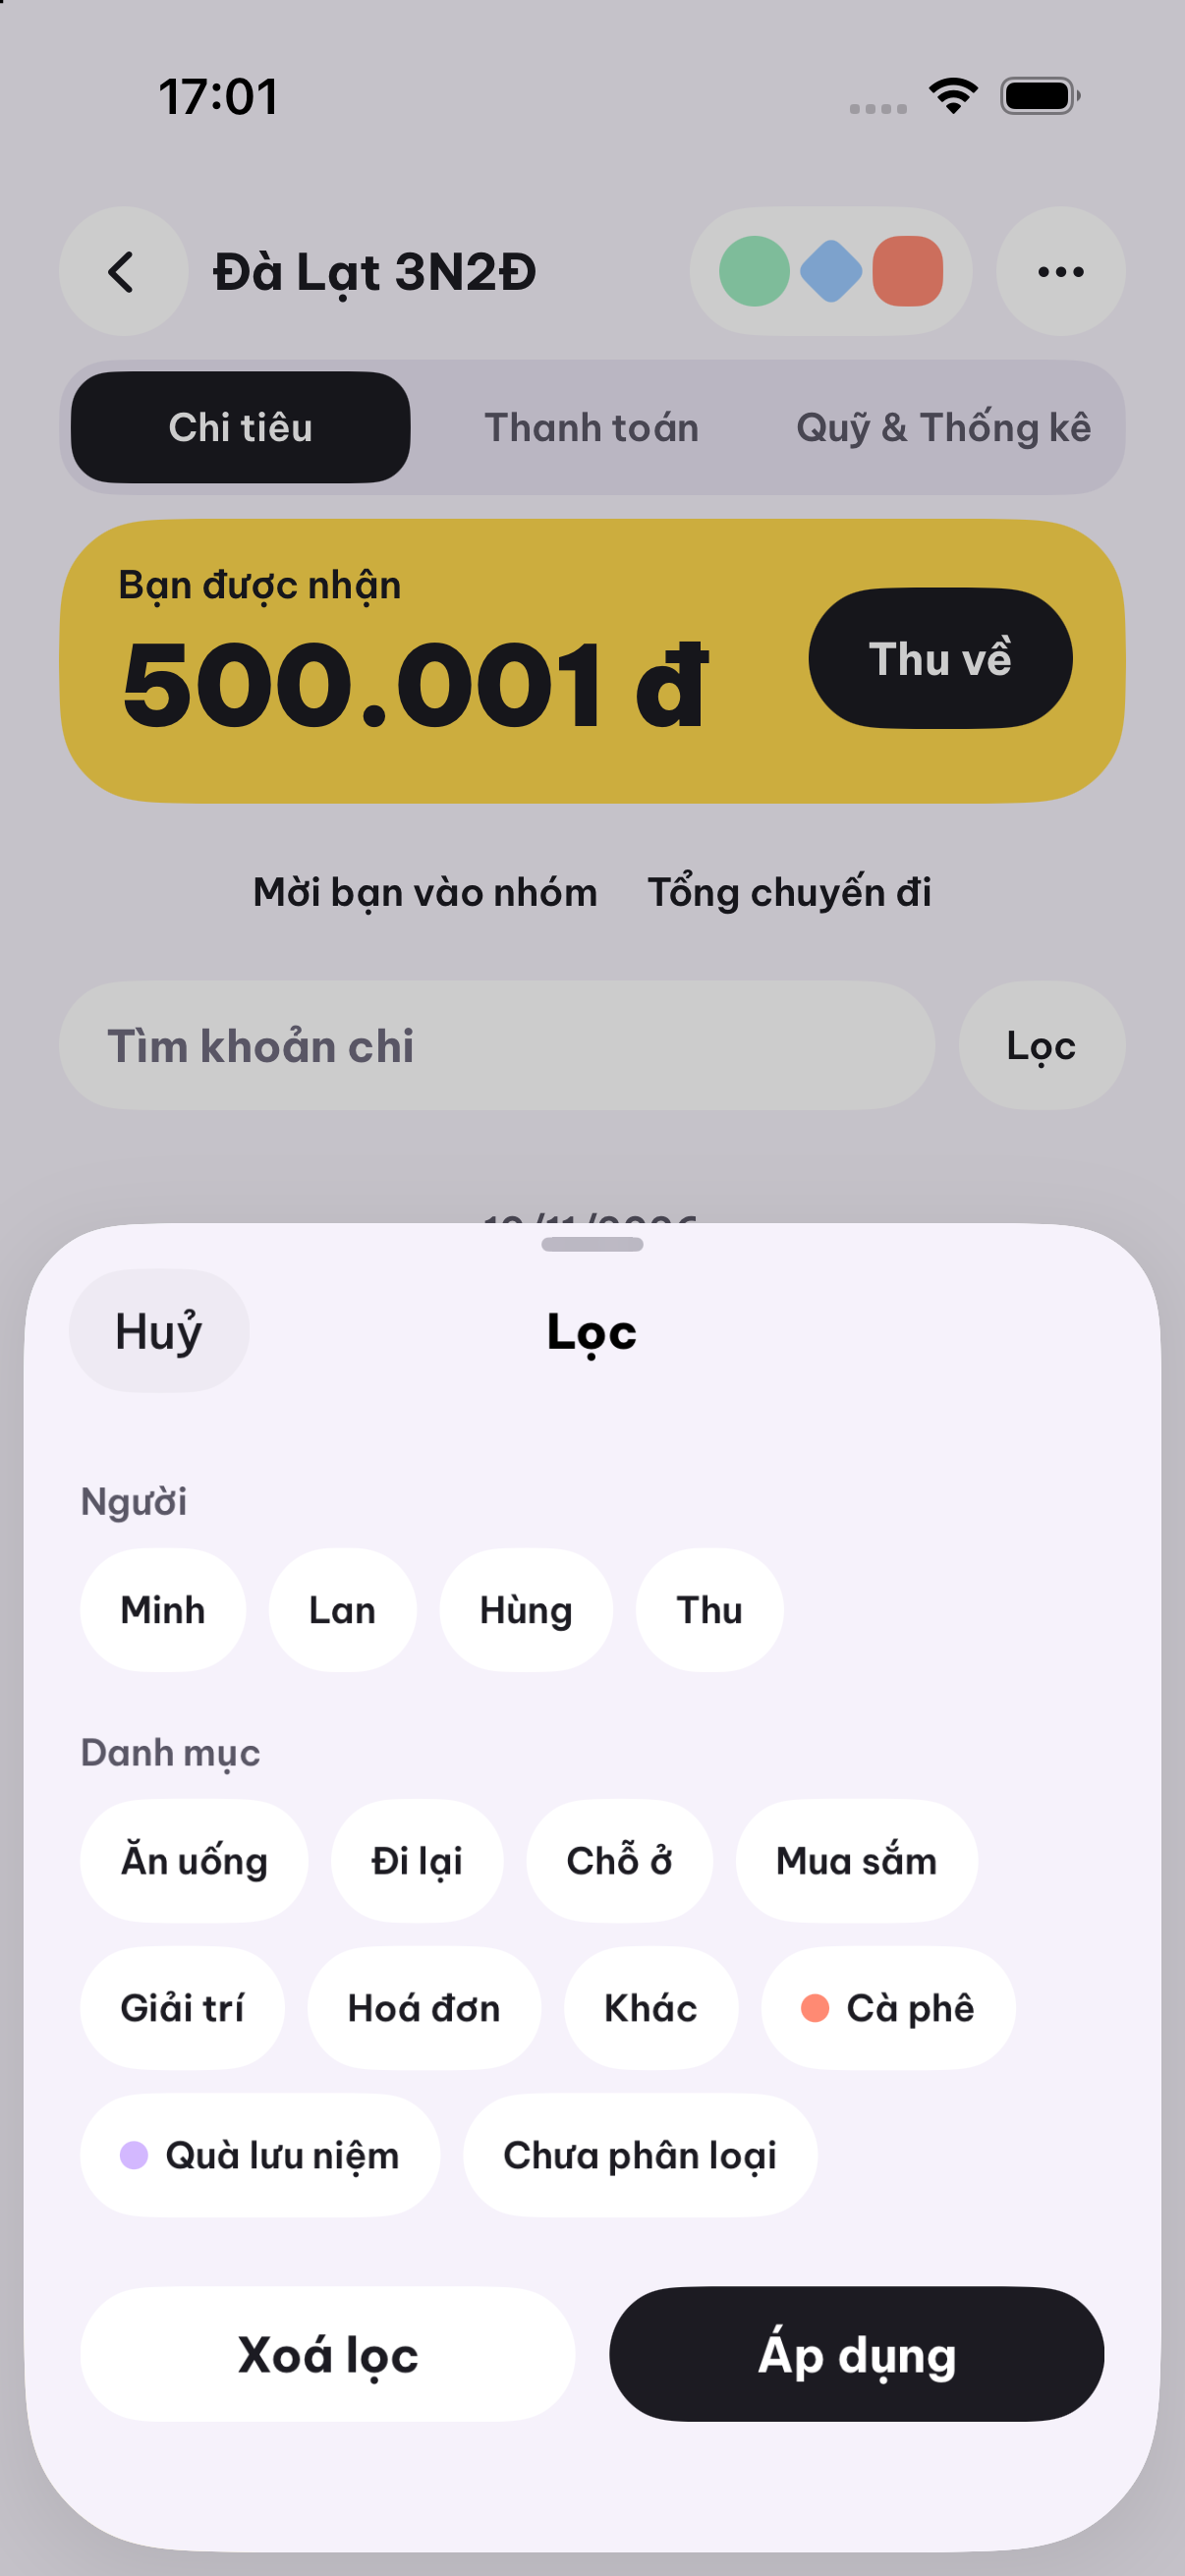 17:01
Đà Lạt 3N2Đ
Chi tiêu
Thanh toán
Quỹ & Thống kê
Bạn được nhận
500.001 đ
Thu về
Mời bạn vào nhóm
Tổng chuyến đi
Tìm khoản chi
Lọc
Huỷ
Lọc
Người
Minh
Lan
Hùng
Thu
Danh mục
Ăn uống
Đi lại
Chỗ ở
Mua sắm
Giải trí
Hoá đơn
Khác
Cà phê
Quà lưu niệm
Chưa phân loại
Xoá lọc
Áp dụng